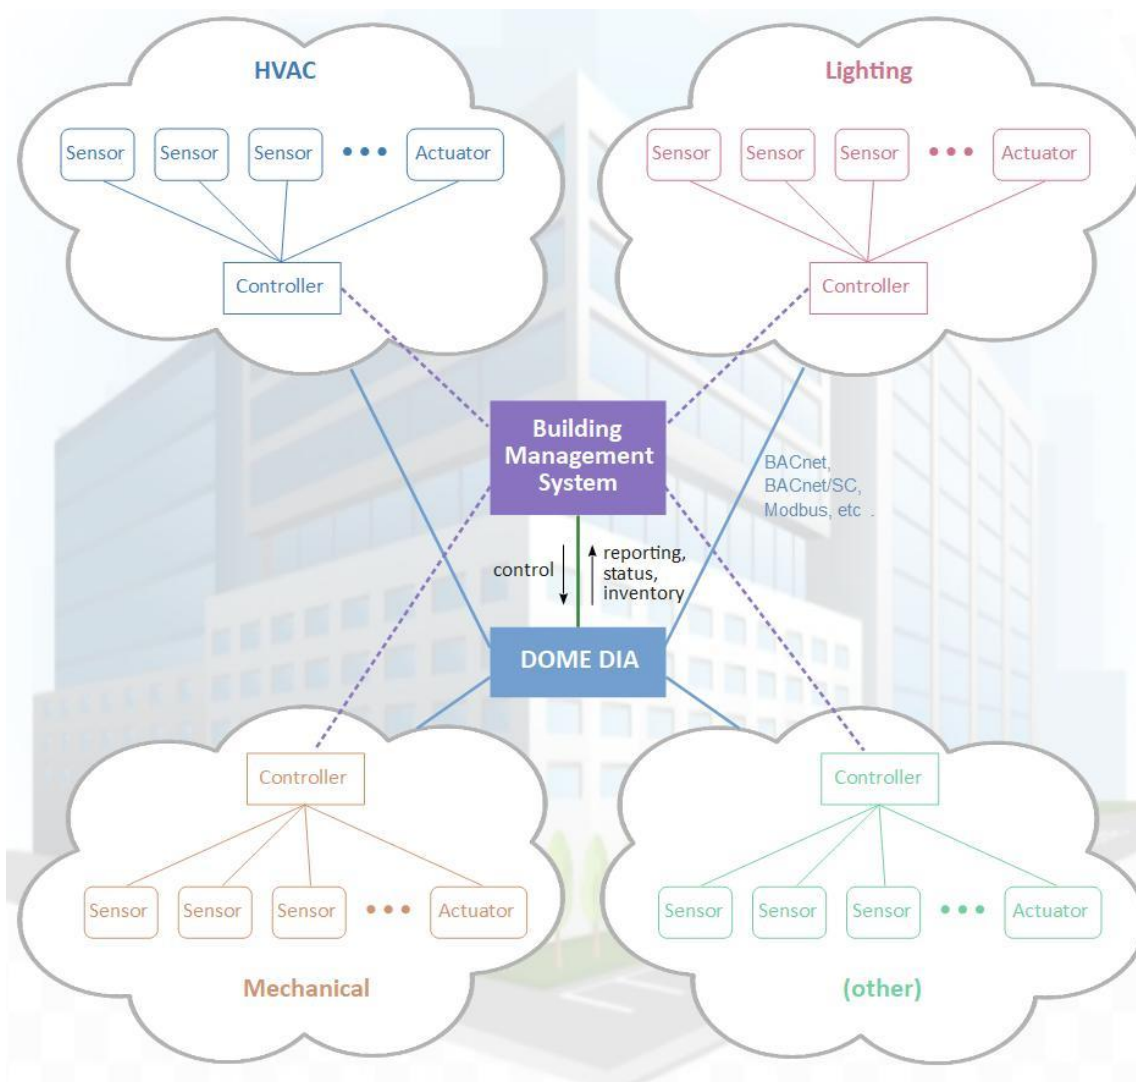 HVAC
Sensor Sensor Sensor ••• Actuator
Controller
Lighting
Sensor Sensor Sensor ••• Actuator
Controller
Building
Management
System
BACnet,
BACnet/SC,
Modbus, etc .
control
reporting,
status,
inventory
DOME DIA
Controller
Sensor Sensor Sensor ••• Actuator
Mechanical
Controller
Sensor Sensor Sensor ••• Actuator
(other)